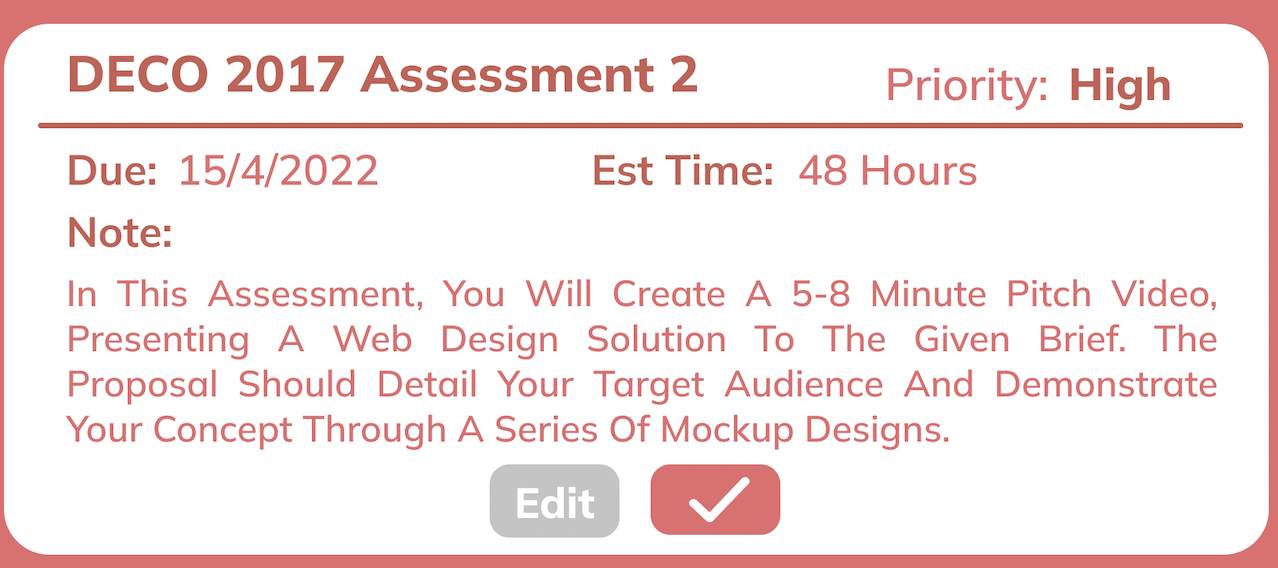 DECO 2017 Assessment 2
Priority: High
Due: 15/4/2022
Est Time: 48 Hours
Note:
In This Assessment, You Will Create A 5-8 Minute Pitch Video,
Presenting A Web Design Solution To The Given Brief. The
Proposal Should Detail Your Target Audience And Demonstrate
Your Concept Through A Series Of Mockup Designs.
Edit